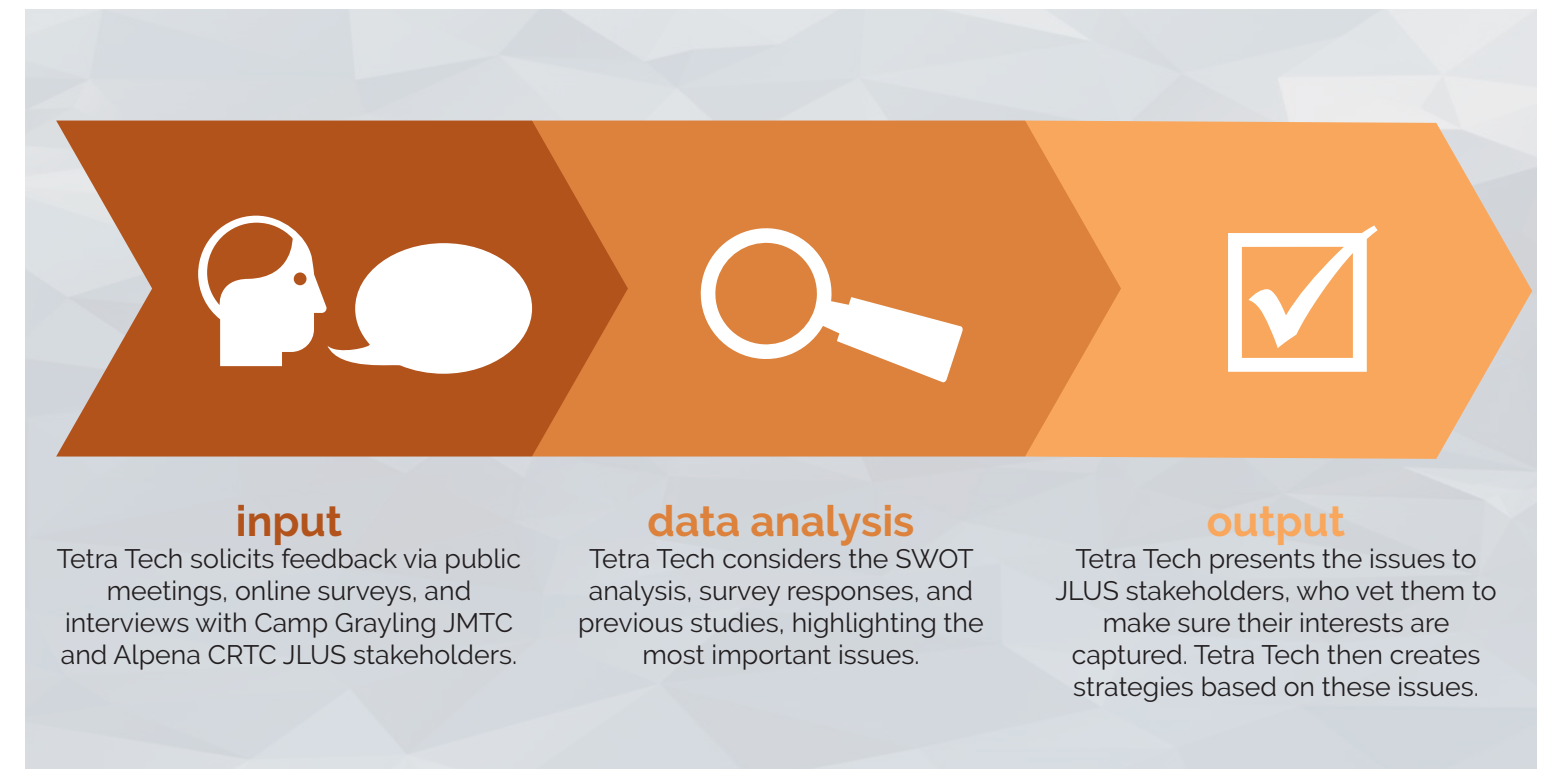 input
Tetra Tech solicits feedback via public
meetings, online surveys, and
interviews with Camp Grayling JMTC
and Alpena CRTC JLUS stakeholders.
data analysis
Tetra Tech considers the SWOT
analysis, survey responses, and
previous studies, highlighting the
most important issues.
output
Tetra Tech presents the issues to
JLUS stakeholders, who vet them to
make sure their interests are
captured. Tetra Tech then creates
strategies based on these issues.